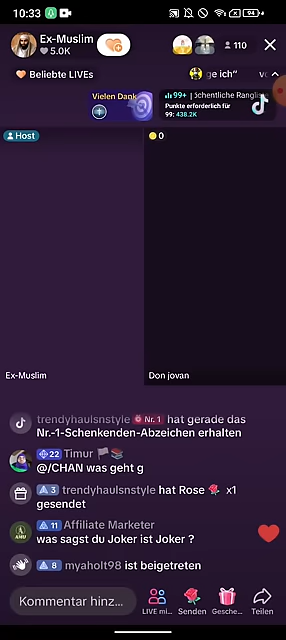 10:33
94
Ex-Muslim
5.0K
110
Beliebte LIVEs
ge ich"
Vielen Dank
99+ | öchentliche Ranglis
Punkte erforderlich für
99: 438.2K
Host
0
Ex-Muslim
Don jovan
trendyhaulsnstyle Nr. 1 hat gerade das
Nr.-1-Schenkenden-Abzeichen erhalten
22 Timur
@/CHAN was geht g
3 trendyhaulsnstyle hat Rose x1
gesendet
11 Affiliate Marketer
was sagst du Joker ist Joker ?
8 myaholt98 ist beigetreten
Kommentar hinz...
LIVE mi...
Senden
Gesche...
Teilen